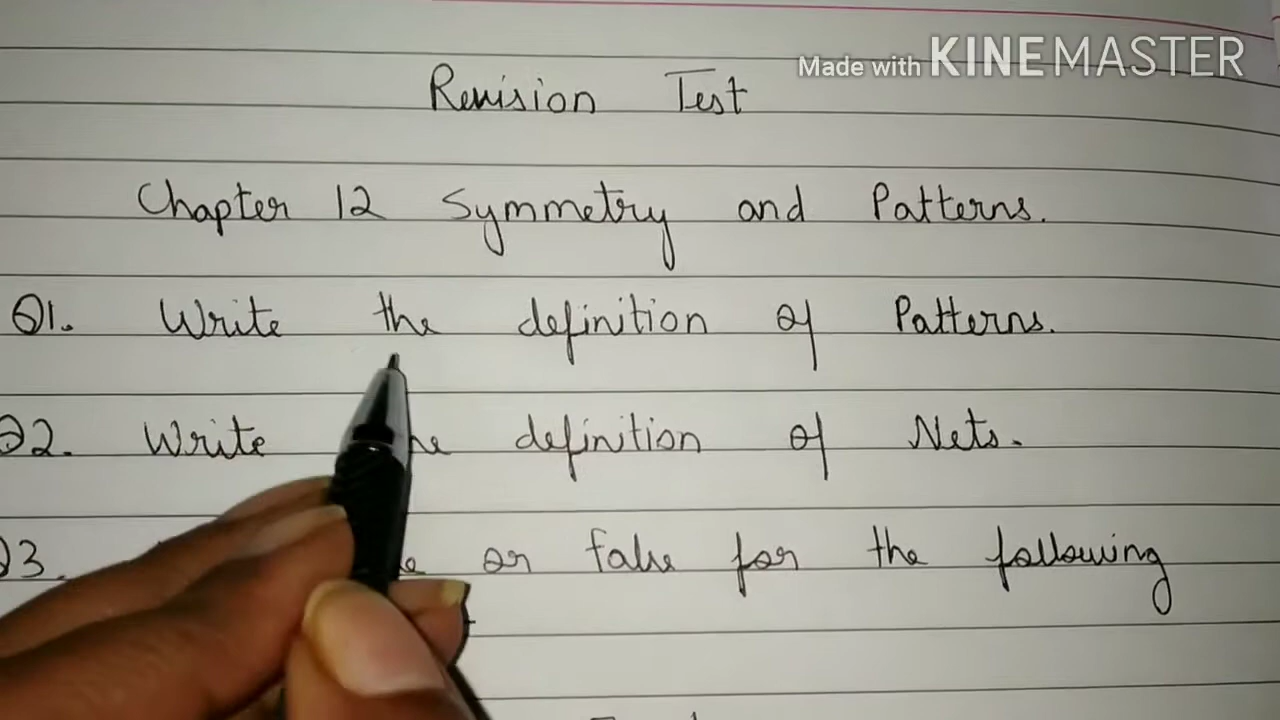 Made with KINEMASTER
Revision Test
Chapter 12 Symmetry and Patterns.
Q1. Write the definition of Patterns.
Q2. Write definition of Nets.
Q3. or false for the following